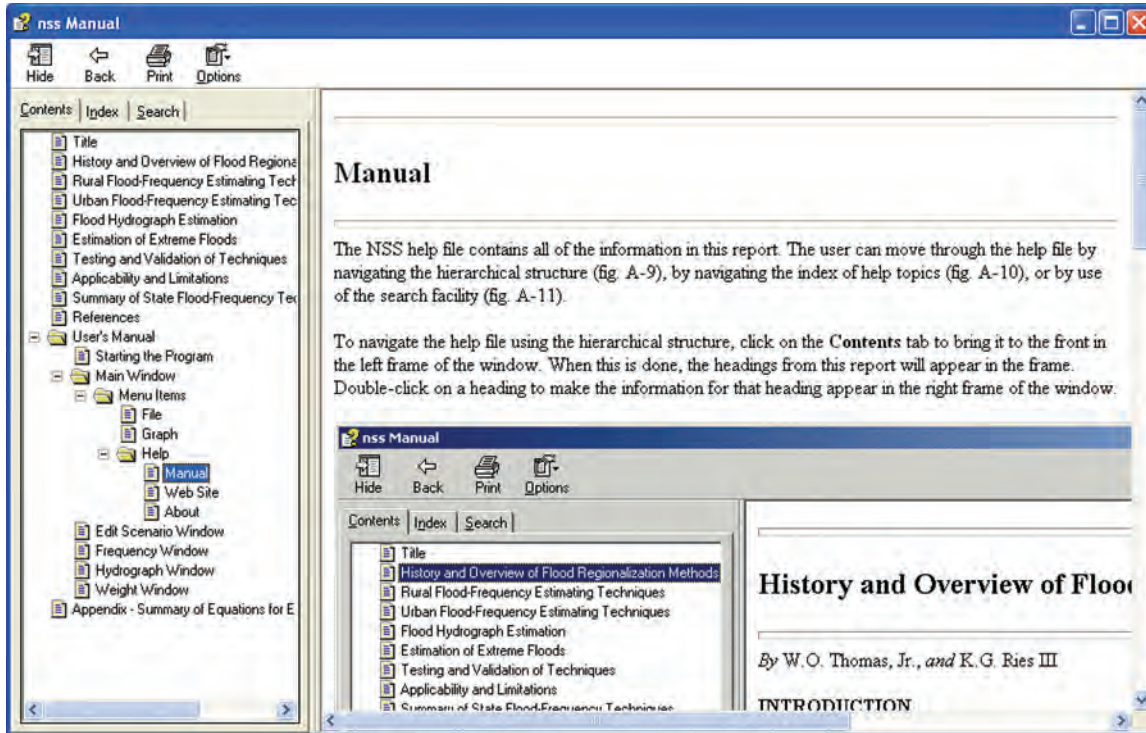 nss Manual
Hide Back Print Options
Contents Index Search
Title
History and Overview of Flood Regiona
Rural Flood-Frequency Estimating Tech
Urban Flood-Frequency Estimating Tec
Flood Hydrograph Estimation
Estimation of Extreme Floods
Testing and Validation of Techniques
Applicability and Limitations
Summary of State Flood-Frequency Tec
References
User's Manual
Starting the Program
Main Window
Menu Items
File
Graph
Help
Manual
Web Site
About
Edit Scenario Window
Frequency Window
Hydrograph Window
Weight Window
Appendix - Summary of Equations for E
Manual
The NSS help file contains all of the information in this report. The user can move through the help file by
navigating the hierarchical structure (fig. A-9), by navigating the index of help topics (fig. A-10), or by use
of the search facility (fig. A-11).
To navigate the help file using the hierarchical structure, click on the Contents tab to bring it to the front in
the left frame of the window. When this is done, the headings from this report will appear in the frame.
Double-click on a heading to make the information for that heading appear in the right frame of the window.
nss Manual
Hide Back Print Options
Contents Index Search
Title
History and Overview of Flood Regionalization Methods
Rural Flood-Frequency Estimating Techniques
Urban Flood-Frequency Estimating Techniques
Flood Hydrograph Estimation
Estimation of Extreme Floods
Testing and Validation of Techniques
Applicability and Limitations
Summary of State Flood-Frequency Techniques
History and Overview of Floo
By W.O. Thomas, Jr., and K.G. Ries III
INTRODUCTION